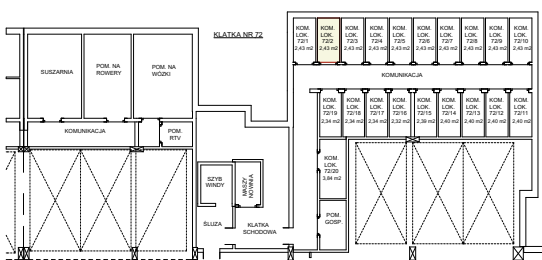 KLATKA NR 72
KOM.
LOK.
72/1
2,43 m2
KOM.
LOK.
72/2
2,43 m2
KOM.
LOK.
72/3
2,43 m2
KOM.
LOK.
72/4
2,43 m2
KOM.
LOK.
72/5
2,43 m2
KOM.
LOK.
72/6
2,43 m2
KOM.
LOK.
72/7
2,43 m2
KOM.
LOK.
72/8
2,43 m2
KOM.
LOK.
72/9
2,43 m2
KOM.
LOK.
72/10
2,43 m2
SUSZARNIA
POM. NA
ROWERY
POM. NA
WÓZKI
KOMUNIKACJA
KOM.
LOK.
72/19
2,34 m2
KOM.
LOK.
72/18
2,34 m2
KOM.
LOK.
72/17
2,34 m2
KOM.
LOK.
72/16
2,32 m2
KOM.
LOK.
72/15
2,39 m2
KOM.
LOK.
72/14
2,40 m2
KOM.
LOK.
72/13
2,40 m2
KOM.
LOK.
72/12
2,40 m2
KOM.
LOK.
72/11
2,40 m2
KOMUNIKACJA
POM.
RTV
KOM.
LOK.
72/20
3,84 m2
SZYB
WINDY
MASZY
NOWNIA
ŚLUZA
KLATKA
SCHODOWA
POM.
GOSP.